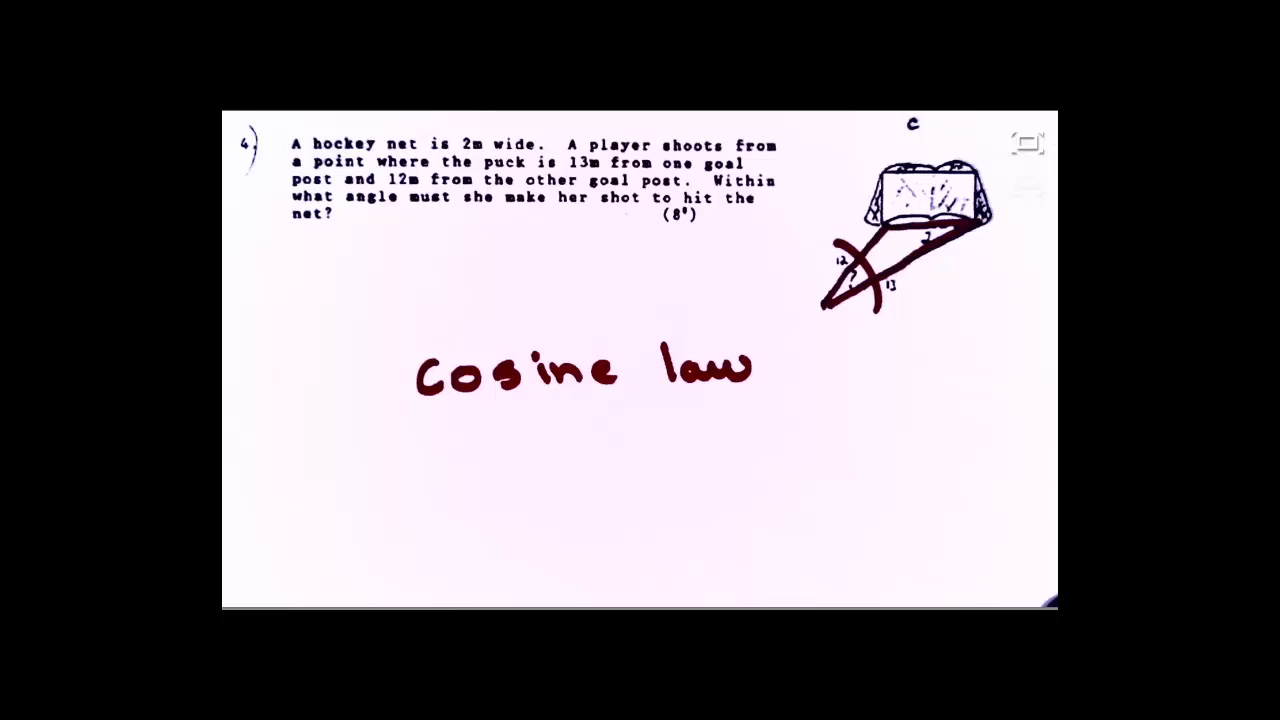 4)
A hockey net is 2m wide. A player shoots from
a point where the puck is 13m from one goal
post and 12m from the other goal post. Within
what angle must she make her shot to hit the
net? (8°)
c
2
12
?
13
cosine law